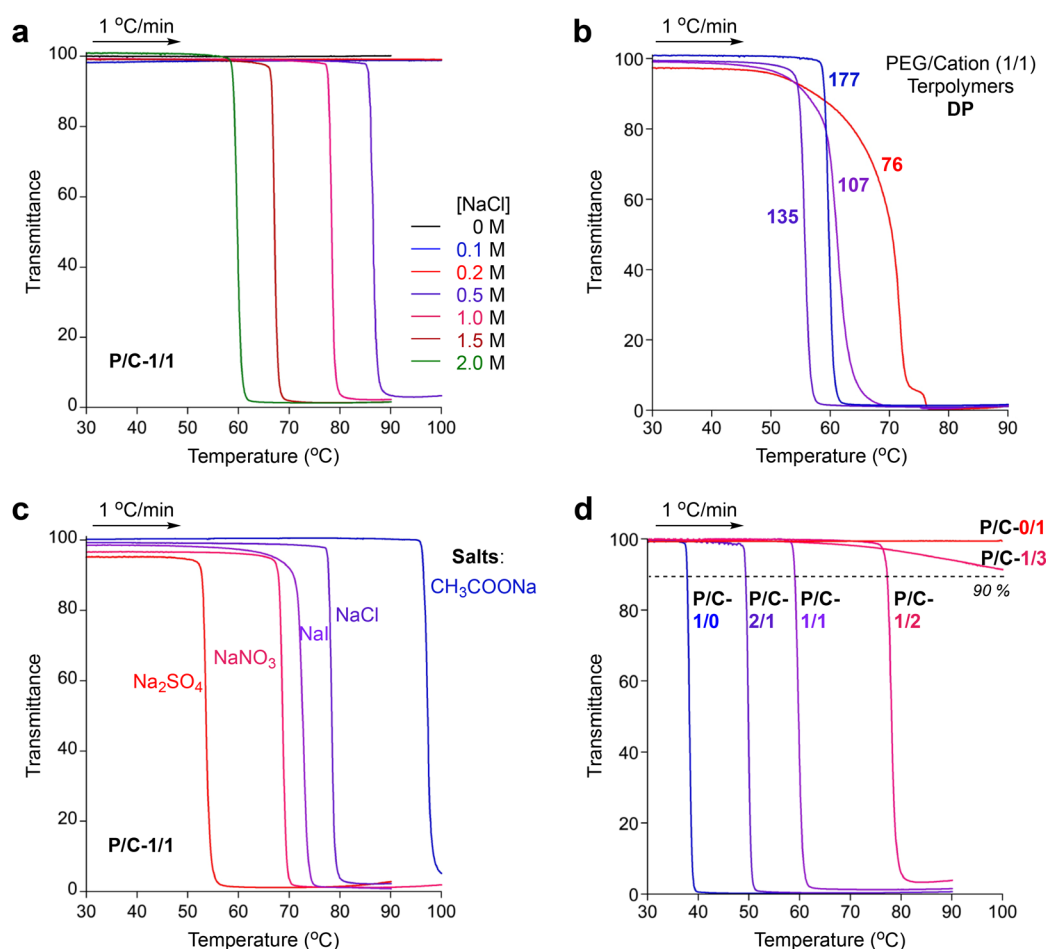 a
1 °C/min
100
80
60
40
20
0
Transmittance
30 40 50 60 70 80 90 100
Temperature (°C)
[NaCl]
0 M
0.1 M
0.2 M
0.5 M
1.0 M
1.5 M
2.0 M
P/C-1/1
b
1 °C/min
100
80
60
40
20
0
Transmittance
30 40 50 60 70 80 90
Temperature (°C)
PEG/Cation (1/1)
Terpolymers
DP
177
76
107
135
c
1 °C/min
100
80
60
40
20
0
Transmittance
30 40 50 60 70 80 90 100
Temperature (°C)
Salts:
CH₃COONa
NaCl
NaI
NaNO₃
Na₂SO₄
P/C-1/1
d
1 °C/min
100
80
60
40
20
0
Transmittance
30 40 50 60 70 80 90 100
Temperature (°C)
P/C-0/1
P/C-1/3
90 %
P/C-
1/0
P/C-
2/1
P/C-
1/1
P/C-
1/2